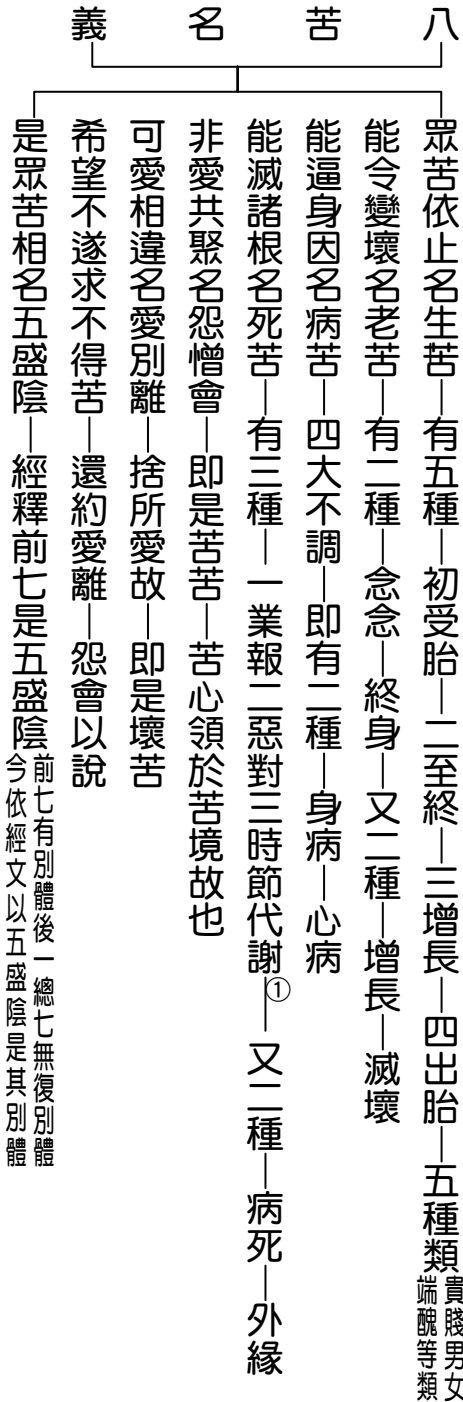 八苦名義
眾苦依止名生苦—有五種—初受胎—二至終—三增長—四出胎—五種類貴賤男女端醜等類
能令變壞名老苦—有二種—念念—終身—又二種—增長—滅壞
能逼身因名病苦—四大不調—即有二種—身病—心病
能滅諸根名死苦—有三種—一業報二惡對三時節代謝①—又二種—病死—外緣
非愛共聚名怨憎會—即是苦苦—苦心領於苦境故也
可愛相違名愛別離—捨所愛故—即是壞苦
希望不遂求不得苦—還約愛離—怨會以說
是眾苦相名五盛陰—經釋前七是五盛陰前七有別體後一總七無復別體今依經文以五盛陰是其別體